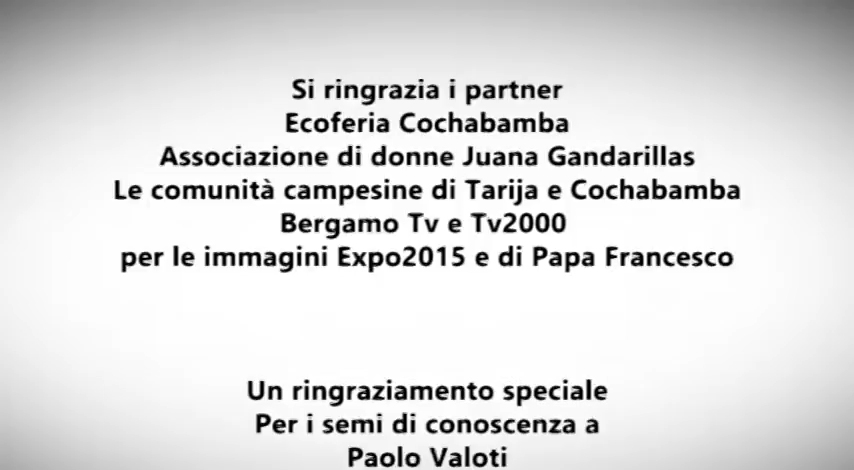 Si ringrazia i partner
Ecoferia Cochabamba
Associazione di donne Juana Gandarillas
Le comunità campesine di Tarija e Cochabamba
Bergamo Tv e Tv2000
per le immagini Expo2015 e di Papa Francesco
Un ringraziamento speciale
Per i semi di conoscenza a
Paolo Valoti